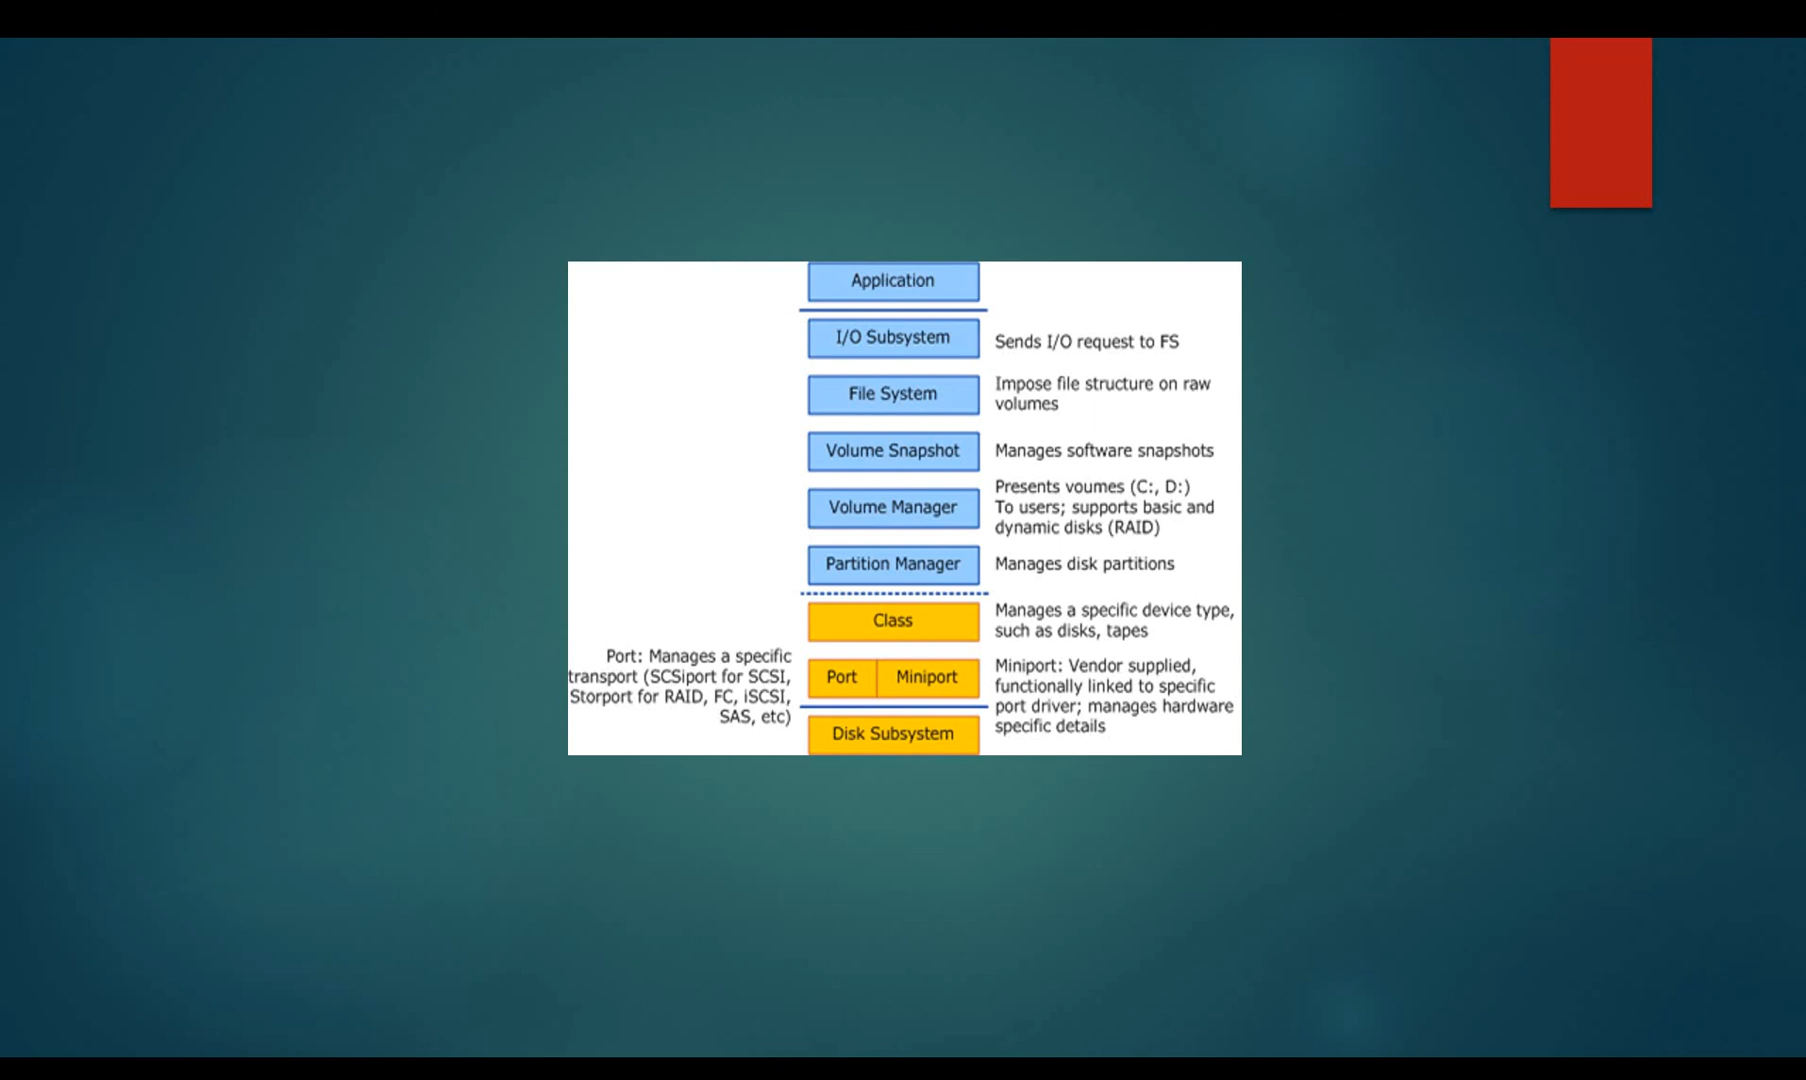 Application
I/O Subsystem
Sends I/O request to FS
File System
Impose file structure on raw
volumes
Volume Snapshot
Manages software snapshots
Volume Manager
Presents voumes (C:, D:)
To users; supports basic and
dynamic disks (RAID)
Partition Manager
Manages disk partitions
Class
Manages a specific device type,
such as disks, tapes
Port: Manages a specific
transport (SCSiport for SCSI,
Storport for RAID, FC, iSCSI,
SAS, etc)
Port
Miniport
Miniport: Vendor supplied,
functionally linked to specific
port driver; manages hardware
specific details
Disk Subsystem